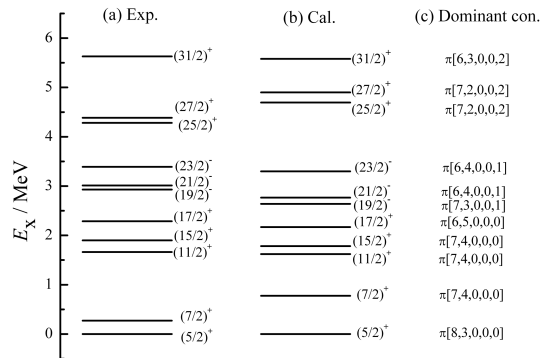 (a) Exp. (b) Cal. (c) Dominant con.
6
(31/2)+ (31/2)+ π[6,3,0,0,2]
5
(27/2)+ π[7,2,0,0,2]
(27/2)+ (25/2)+ π[7,2,0,0,2]
(25/2)+
4
(23/2)- (23/2)- π[6,4,0,0,1]
3
(21/2)- (21/2)- π[6,4,0,0,1]
(19/2)- (19/2)- π[7,3,0,0,1]
(17/2)+ (17/2)+ π[6,5,0,0,0]
2
(15/2)+ (15/2)+ π[7,4,0,0,0]
(11/2)+ (11/2)+ π[7,4,0,0,0]
1
(7/2)+ (7/2)+ π[7,4,0,0,0]
0
(5/2)+ (5/2)+ π[8,3,0,0,0]
Ex / MeV